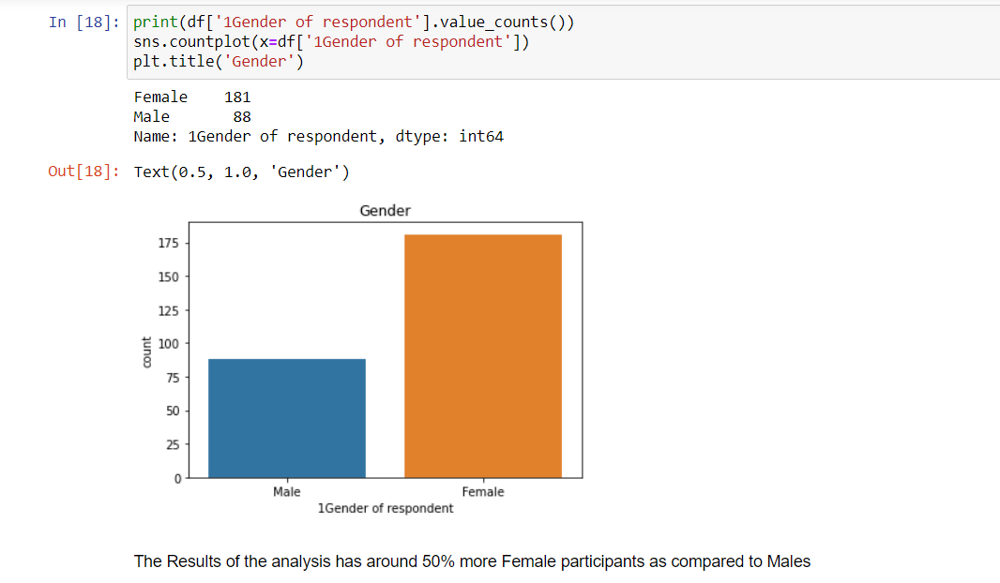 In [18]: print(df['1Gender of respondent'].value_counts())
sns.countplot(x=df['1Gender of respondent'])
plt.title('Gender')
Female 181
Male 88
Name: 1Gender of respondent, dtype: int64
Out[18]: Text(0.5, 1.0, 'Gender')
Gender
175
150
125
100
75
50
25
0
count
Male Female
1Gender of respondent
The Results of the analysis has around 50% more Female participants as compared to Males